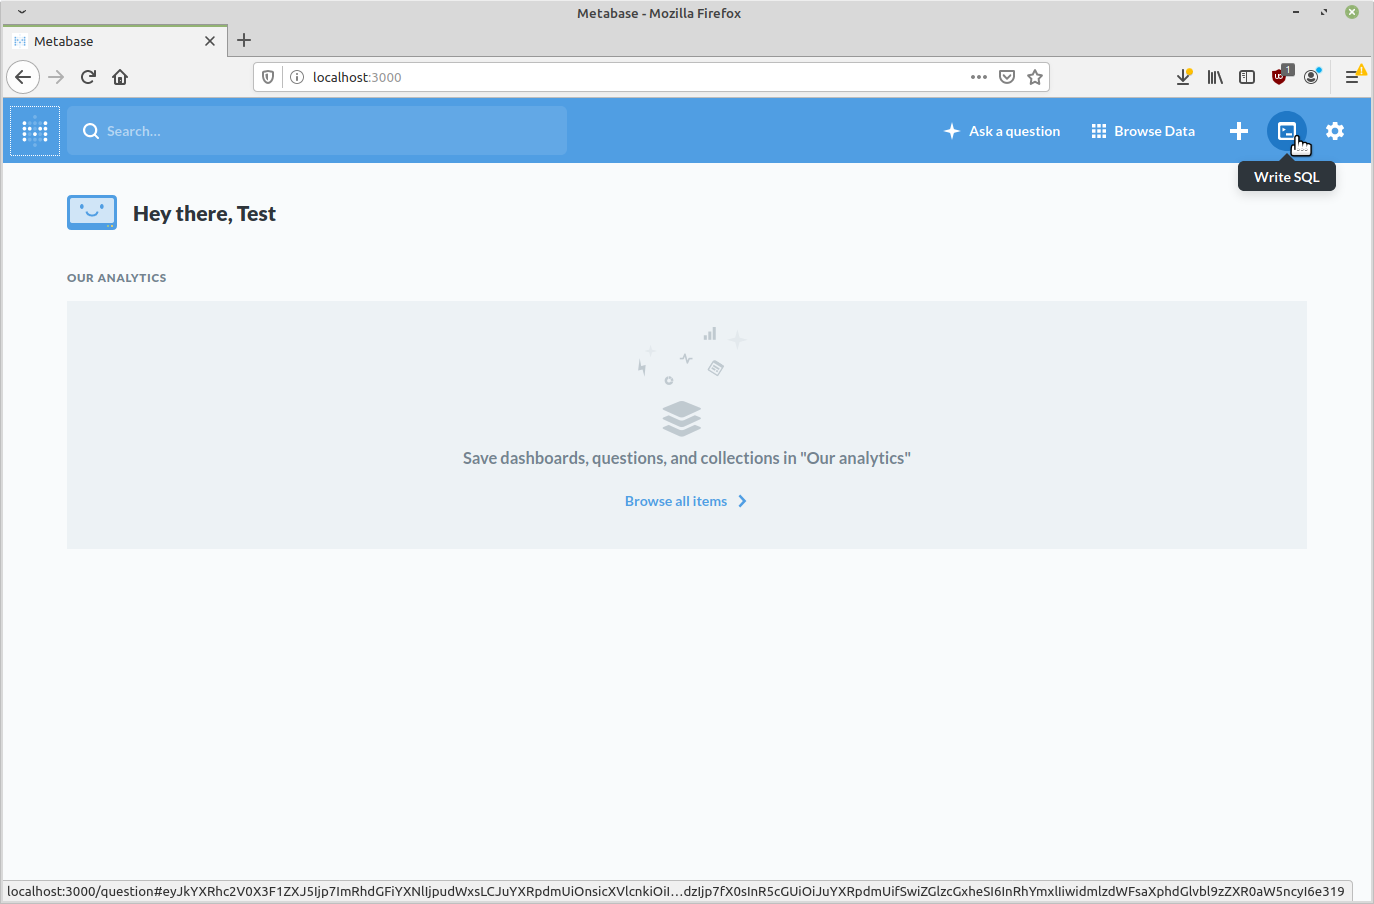 Metabase - Mozilla Firefox
Metabase
localhost:3000
1
Search...
Ask a question
Browse Data
Write SQL
Hey there, Test
OUR ANALYTICS
Save dashboards, questions, and collections in "Our analytics"
Browse all items
localhost:3000/question#eyJkYXRhc2V0X3F1ZXJ5Ijp7ImRhdGFiYXNlIjpudWxsLCJuYXRpdmUiOnsicXVlcnkiOiI…dzIjp7fX0sInR5cGUiOiJuYXRpdmUifSwiZGlzcGxheSI6InRhYmxlIiwidmlzdWFsaXphdGlvbl9zZXR0aW5ncyI6e319